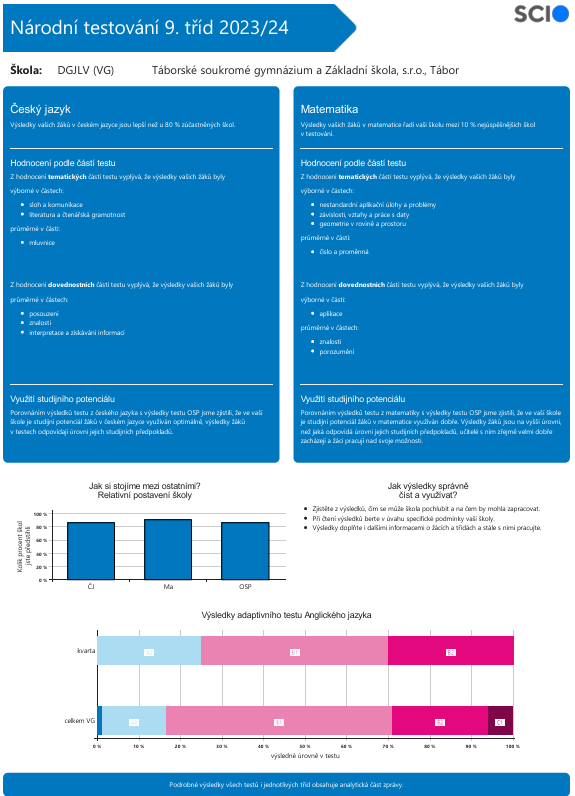 Národní testování 9. tříd 2023/24
SCIO
Škola: DGJLV (VG) Táborské soukromé gymnázium a Základní škola, s.r.o., Tábor
Český jazyk
Výsledky vašich žáků v českém jazyce jsou lepší než u 80 % zúčastněných škol.
Hodnocení podle částí testu
Z hodnocení tematických částí testu vyplývá, že výsledky vašich žáků byly
výborné v částech:
sloh a komunikace
literatura a čtenářská gramotnost
průměrné v části:
mluvnice
Z hodnocení dovednostních částí testu vyplývá, že výsledky vašich žáků byly
průměrné v částech:
posouzení
znalosti
interpretace a získávání informací
Využití studijního potenciálu
Porovnáním výsledků testu z českého jazyka s výsledky testu OSP jsme zjistili, že ve vaší
škole je studijní potenciál žáků v českém jazyce využíván optimálně, výsledky žáků
v testech odpovídají úrovni jejich studijních předpokladů.
Matematika
Výsledky vašich žáků v matematice řadí vaši školu mezi 10 % nejúspěšnějších škol
v testování.
Hodnocení podle částí testu
Z hodnocení tematických částí testu vyplývá, že výsledky vašich žáků byly
výborné v částech:
nestandardní aplikační úlohy a problémy
závislosti, vztahy a práce s daty
geometrie v rovině a prostoru
průměrné v části:
číslo a proměnná
Z hodnocení dovednostních částí testu vyplývá, že výsledky vašich žáků byly
výborné v části:
aplikace
průměrné v částech:
znalosti
porozumění
Využití studijního potenciálu
Porovnáním výsledků testu z matematiky s výsledky testu OSP jsme zjistili, že ve vaší škole
je studijní potenciál žáků v matematice využíván dobře. Výsledky žáků jsou na vyšší úrovni,
než jaká odpovídá úrovni jejich studijních předpokladů, učitelé s ním zřejmě velmi dobře
zacházejí a žáci pracují nad svoje možnosti.
Jak si stojíme mezi ostatními?
Relativní postavení školy
Kolik procent škol
jste předstihli
100 %
80 %
60 %
40 %
20 %
0 %
ČJ Ma OSP
Jak výsledky správně
číst a využívat?
Zjistěte z výsledků, čím se může škola pochlubit a na čem by mohla zapracovat.
Při čtení výsledků berte v úvahu specifické podmínky vaší školy.
Výsledky doplňte i dalšími informacemi o žácích a třídách a stále s nimi pracujte.
Výsledky adaptivního testu Anglického jazyka
kvarta A2 B1 B2
celkem VG A2 B1 B2 C1
0 % 10 % 20 % 30 % 40 % 50 % 60 % 70 % 80 % 90 % 100 %
výsledné úrovně v testu
Podrobné výsledky všech testů i jednotlivých tříd obsahuje analytická část zprávy.